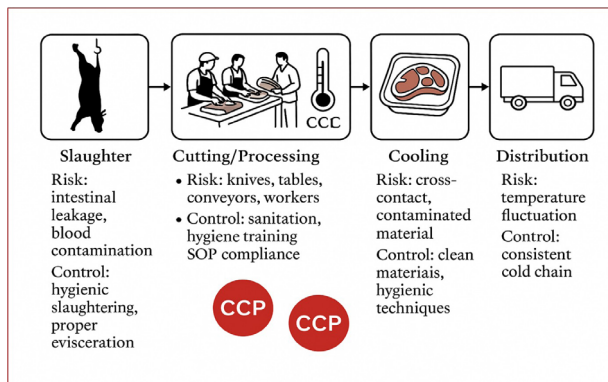 CCC
Slaughter
Risk:
intestinal
leakage,
blood
contamination
Control:
hygienic
slaughtering,
proper
evisceration
Cutting/Processing
• Risk: knives, tables,
conveyors, workers
• Control: sanitation,
hygiene training
SOP compliance
CCP
CCP
Cooling
Risk: cross-
contact,
contaminated
material
Control: clean
materiais,
hygienic
techniques
Distribution
Risk:
temperature
fluctuation
Control:
consistent
cold chain